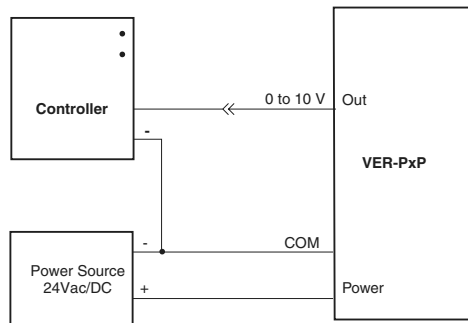 0 to 10 V
Out
Controller
-
VER-PxP
-
COM
Power Source
24Vac/DC
+
Power